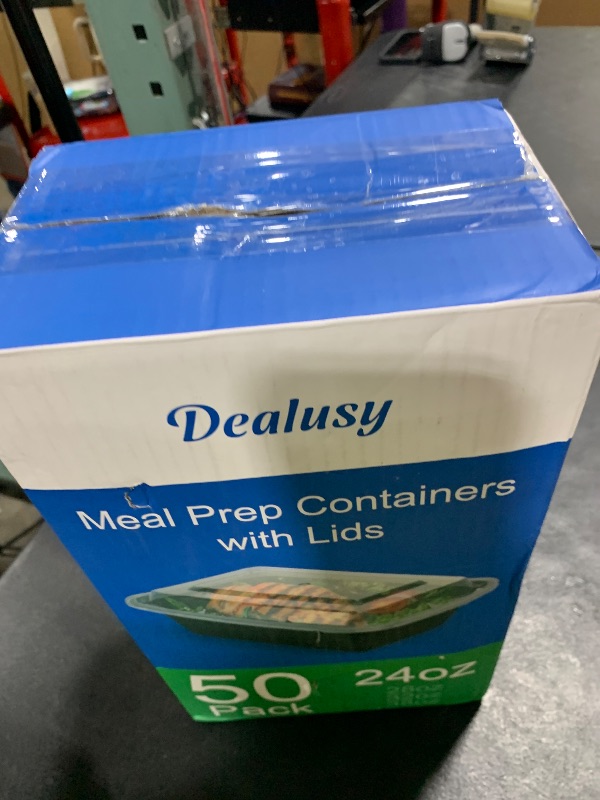 Dealusy
Meal Prep Containers
with Lids
50
Pack
24oz